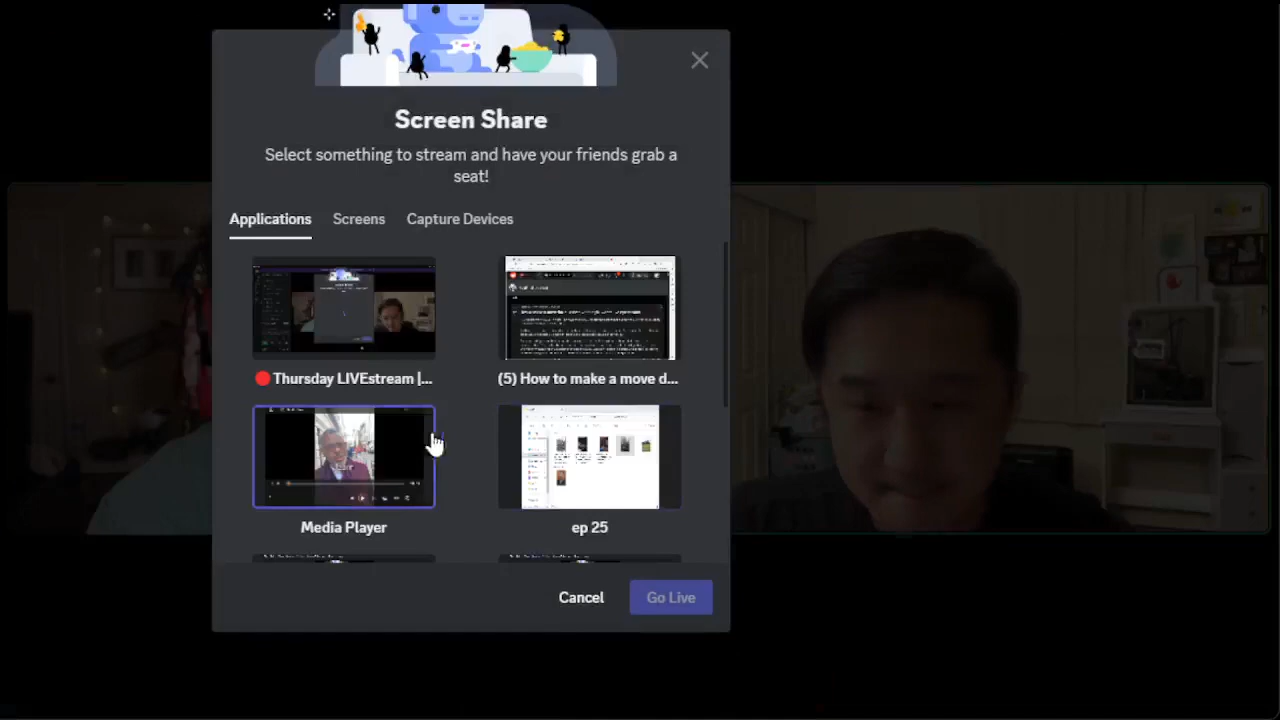 Screen Share
Select something to stream and have your friends grab a
seat!
Applications
Screens
Capture Devices
Thursday LIVEstream |...
(5) How to make a move d...
Media Player
ep 25
Cancel
Go Live